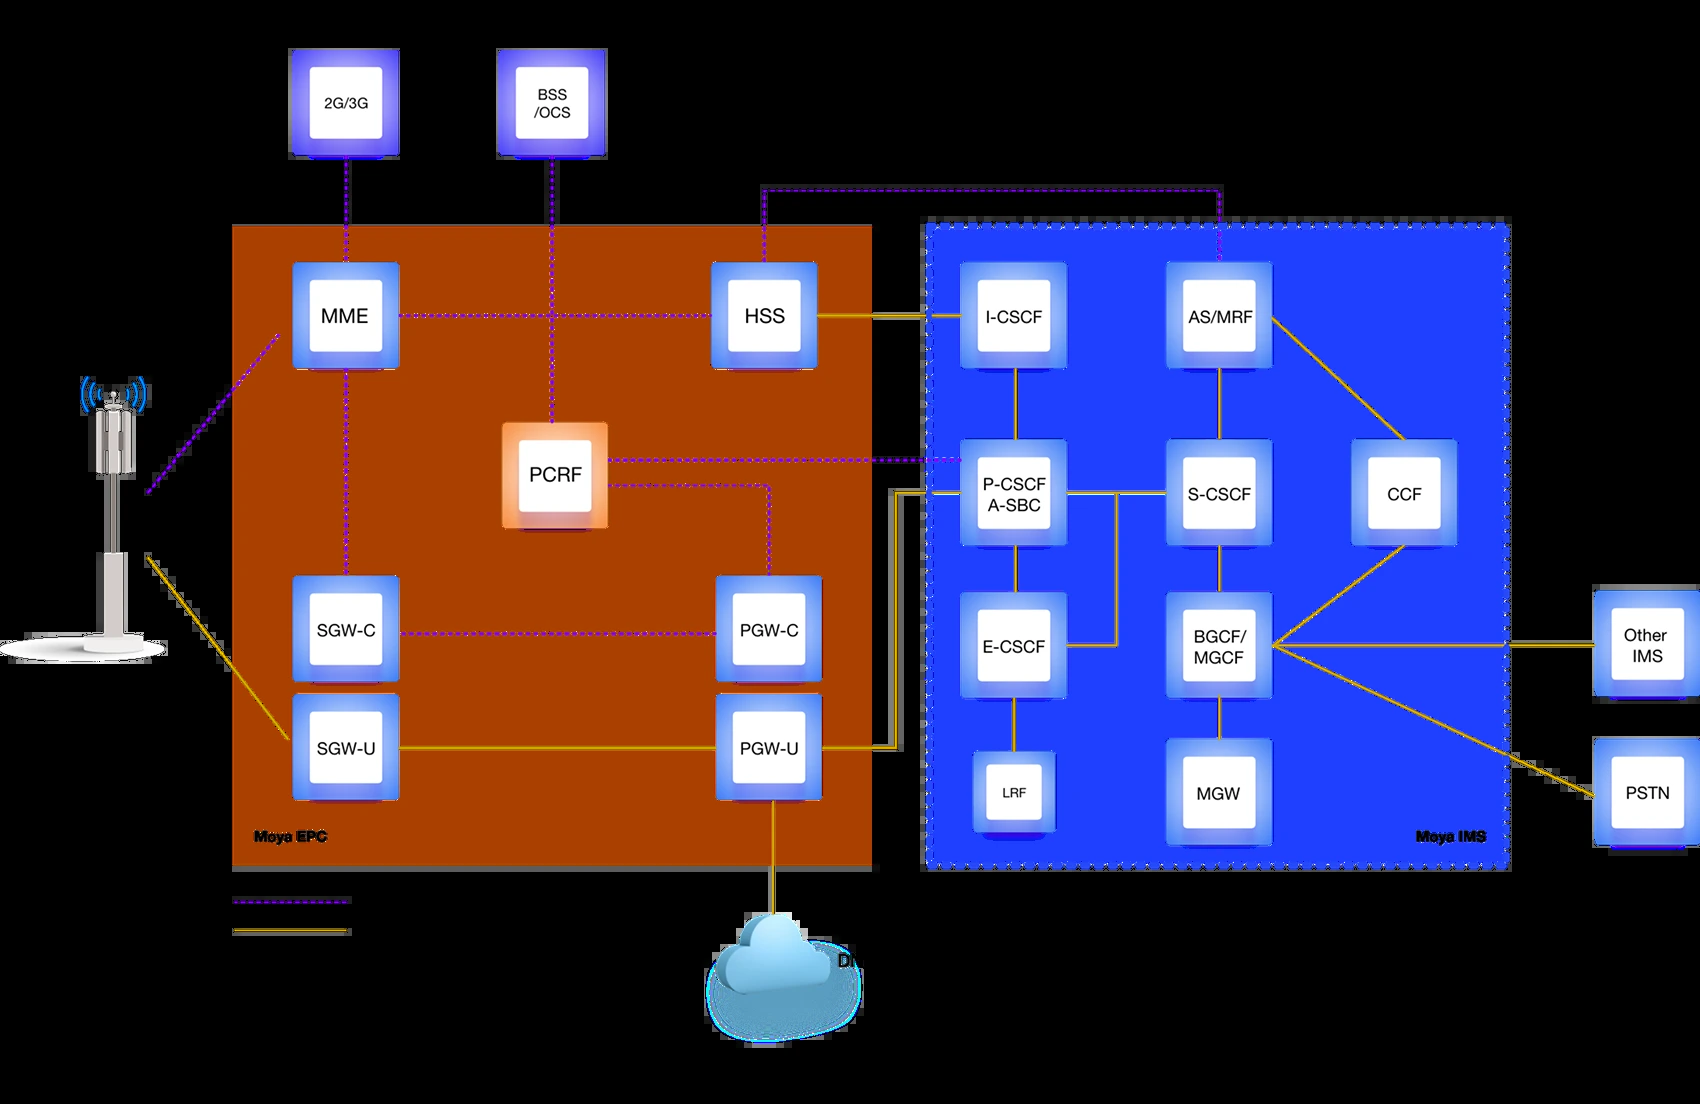 2G/3G
BSS
/OCS
MME
HSS
I-CSCF
AS/MRF
PCRF
P-CSCF
A-SBC
S-CSCF
CCF
SGW-C
PGW-C
E-CSCF
BGCF/
MGCF
Other
IMS
SGW-U
PGW-U
LRF
MGW
PSTN
Moya EPC
Moya IMS